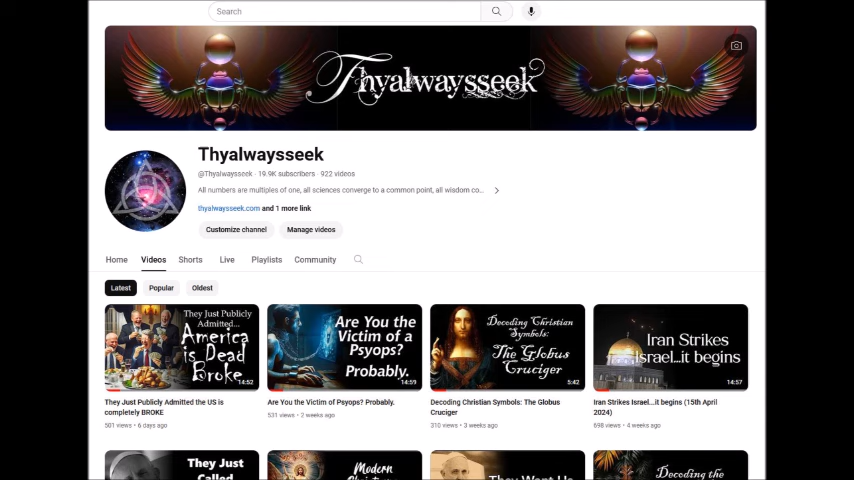 Search
Thyalwaysseek
Thyalwaysseek
@Thyalwaysseek · 19.9K subscribers · 922 videos
All numbers are multiples of one, all sciences converge to a common point, all wisdom co...
thyalwaysseek.com and 1 more link
Customize channel Manage videos
Home Videos Shorts Live Playlists Community
Latest Popular Oldest
They Just Publicly
Admitted...
America
is Dead
Broke
14:52
Are You the
Victim of a
Psyops?
Probably.
14:59
Decoding Christian
Symbols:
The Globus
Cruciger
5:42
Iran Strikes
Israel...it begins
14:57
They Just Publicly Admitted the US is
completely BROKE
501 views • 6 days ago
Are You the Victim of Psyops? Probably.
531 views • 2 weeks ago
Decoding Christian Symbols: The Globus
Cruciger
310 views • 3 weeks ago
Iran Strikes Israel...it begins (15th April
2024)
698 views • 4 weeks ago
They Just
Called
Modern
They Want Us
Decoding the